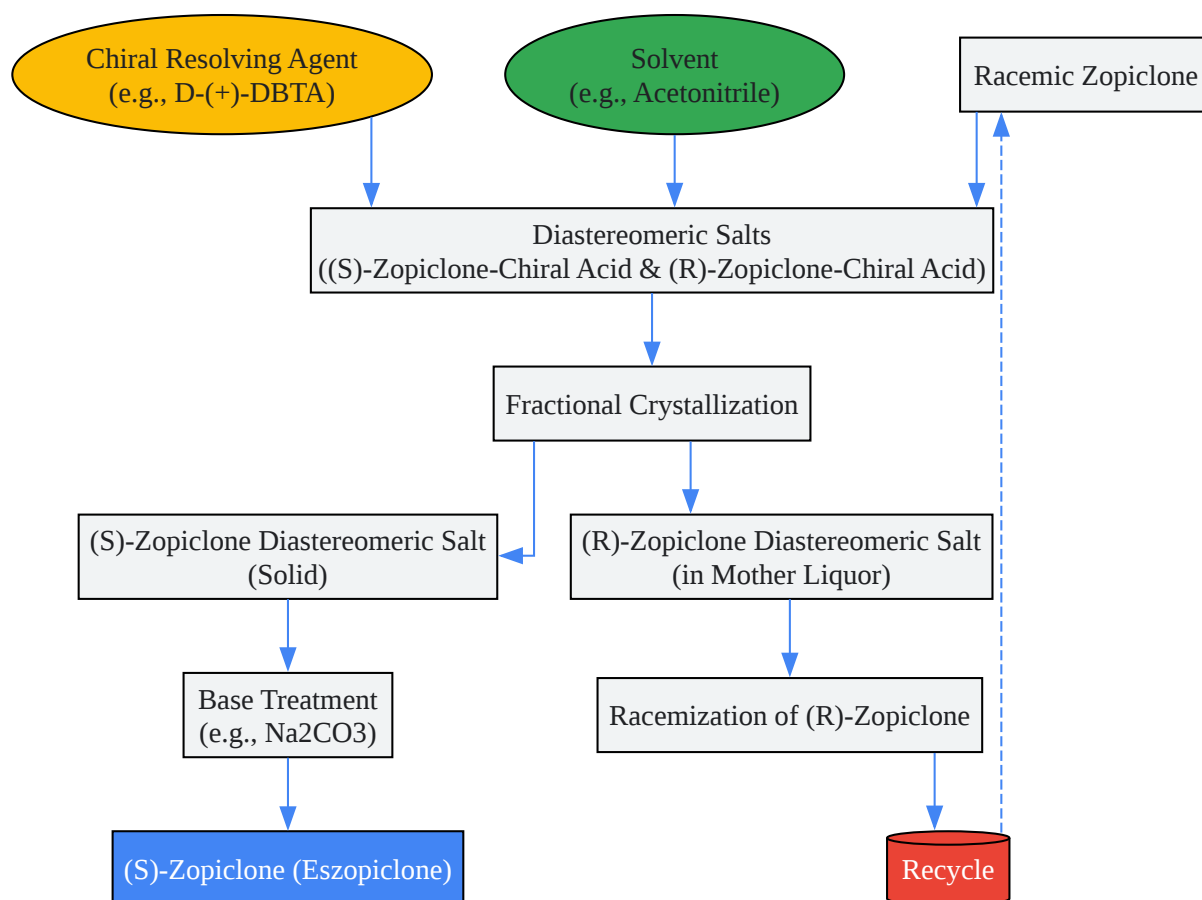 Chiral Resolving Agent
(e.g., D-(+)-DBTA)
Solvent
(e.g., Acetonitrile)
Racemic Zopiclone
Diastereomeric Salts
((S)-Zopiclone-Chiral Acid & (R)-Zopiclone-Chiral Acid)
Fractional Crystallization
(S)-Zopiclone Diastereomeric Salt
(Solid)
(R)-Zopiclone Diastereomeric Salt
(in Mother Liquor)
Base Treatment
(e.g., Na2CO3)
Racemization of (R)-Zopiclone
(S)-Zopiclone (Eszopiclone)
Recycle